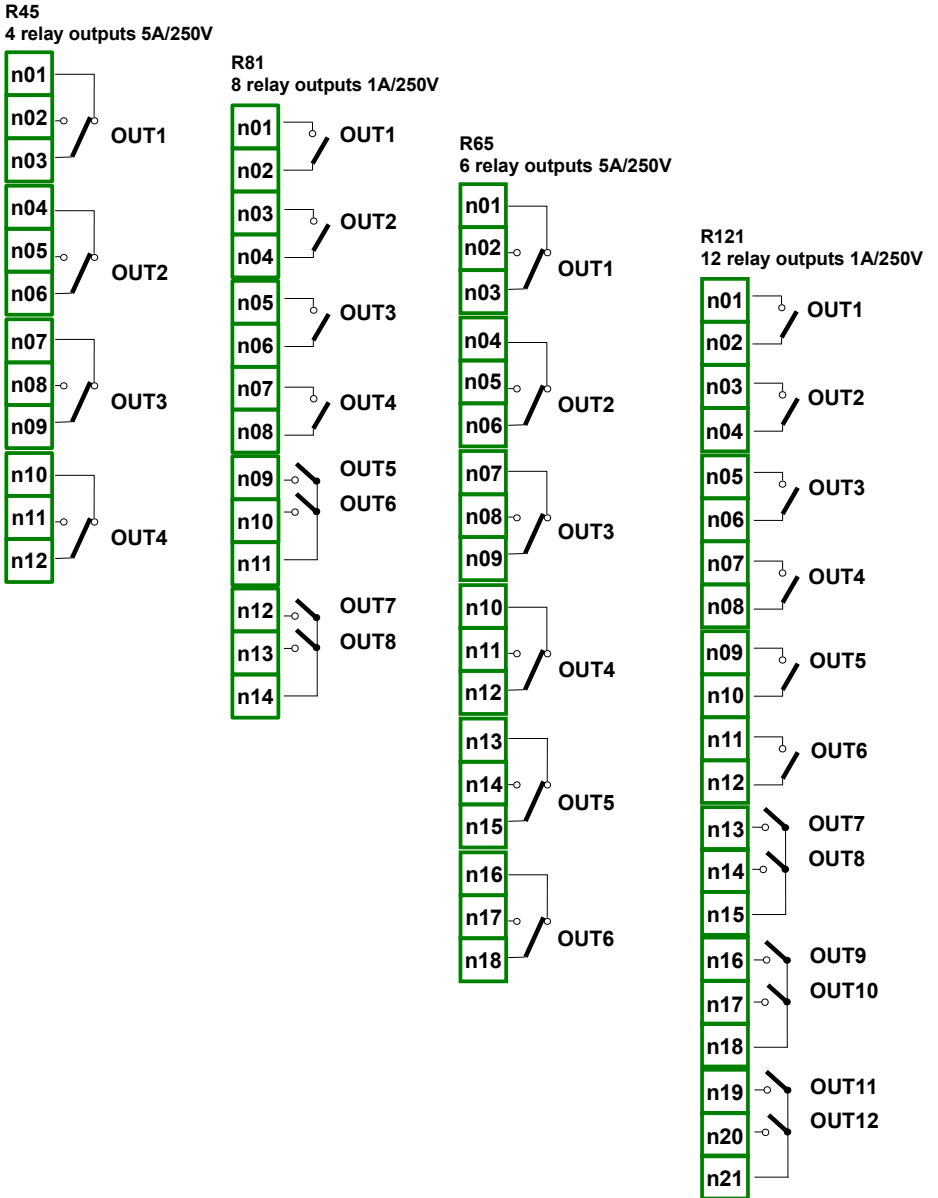 R45
4 relay outputs 5A/250V
n01
n02
n03
OUT1
n04
n05
n06
OUT2
n07
n08
n09
OUT3
n10
n11
n12
OUT4
R81
8 relay outputs 1A/250V
n01
n02
OUT1
n03
n04
OUT2
n05
n06
OUT3
n07
n08
OUT4
n09
n10
n11
OUT5
OUT6
n12
n13
n14
OUT7
OUT8
R65
6 relay outputs 5A/250V
n01
n02
n03
OUT1
n04
n05
n06
OUT2
n07
n08
n09
OUT3
n10
n11
n12
OUT4
n13
n14
n15
OUT5
n16
n17
n18
OUT6
R121
12 relay outputs 1A/250V
n01
n02
OUT1
n03
n04
OUT2
n05
n06
OUT3
n07
n08
OUT4
n09
n10
OUT5
n11
n12
OUT6
n13
n14
n15
OUT7
OUT8
n16
n17
n18
OUT9
OUT10
n19
n20
n21
OUT11
OUT12